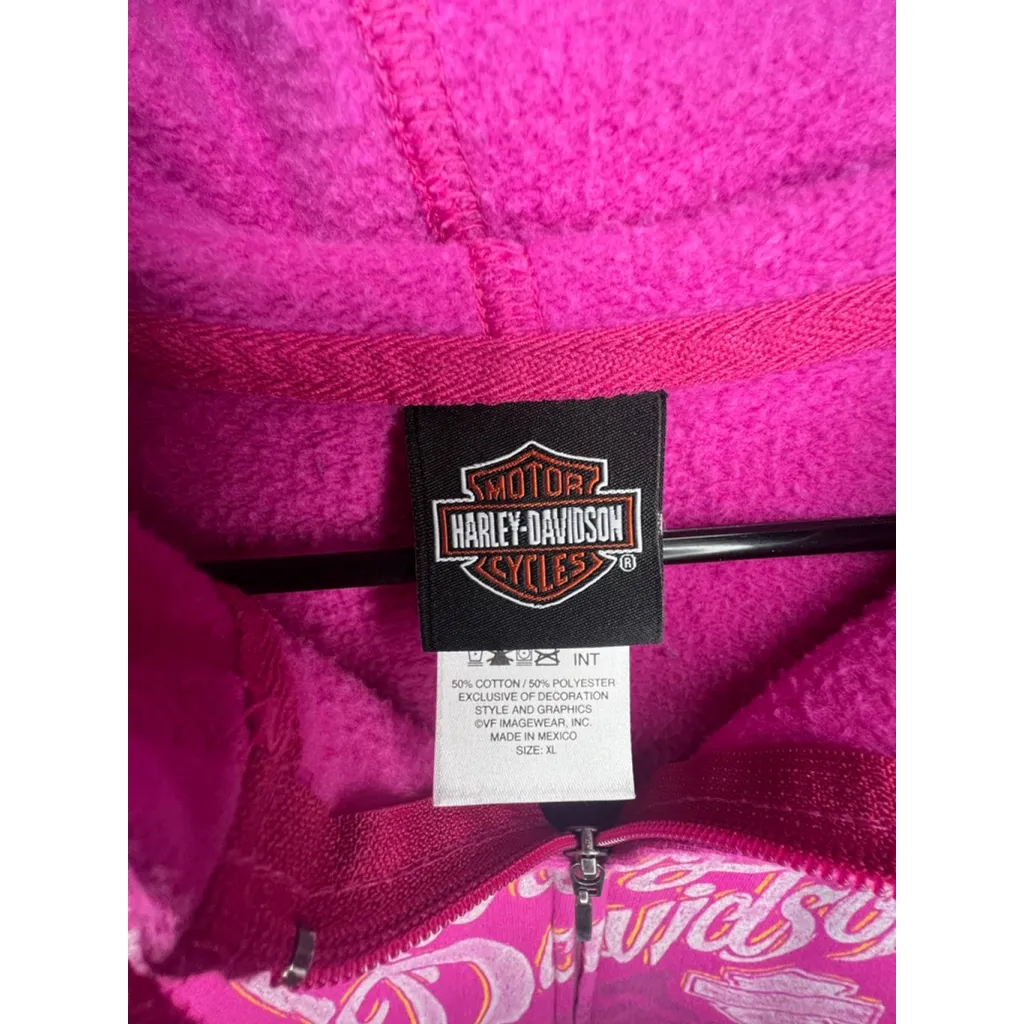 MOTOR
HARLEY-DAVIDSON
CYCLES
®
INT
50% COTTON / 50% POLYESTER
EXCLUSIVE OF DECORATION
STYLE AND GRAPHICS
©VF IMAGEWEAR, INC.
MADE IN MEXICO
SIZE: XL
Davidso